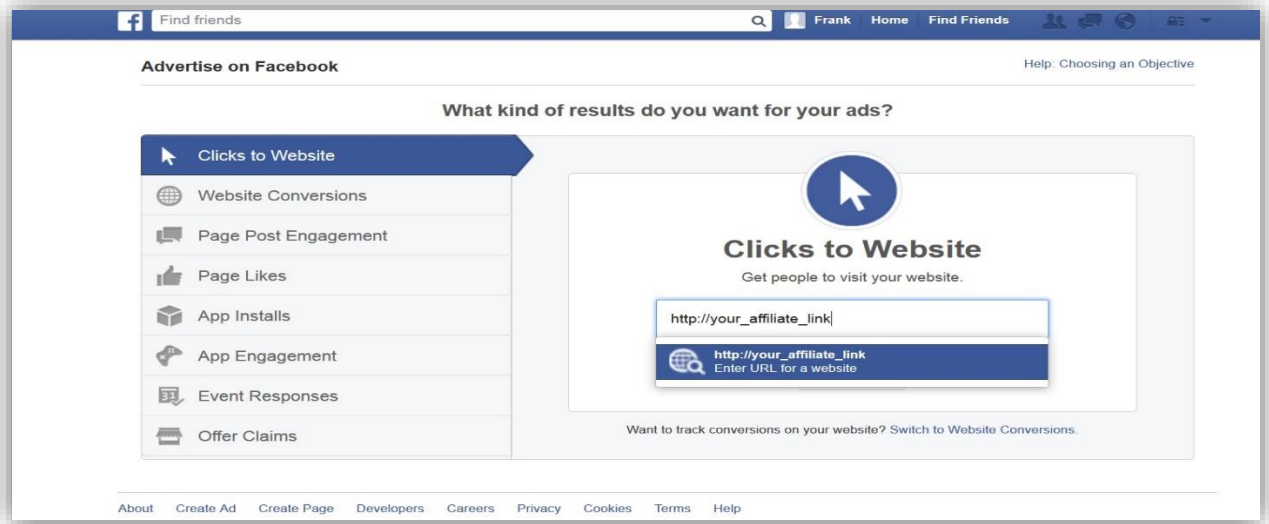 Find friends
Frank Home Find Friends
Advertise on Facebook
Help: Choosing an Objective
What kind of results do you want for your ads?
Clicks to Website
Website Conversions
Page Post Engagement
Page Likes
App Installs
App Engagement
Event Responses
Offer Claims
Clicks to Website
Get people to visit your website.
http://your_affiliate_link
http://your_affiliate_link
Enter URL for a website
Want to track conversions on your website? Switch to Website Conversions.
About Create Ad Create Page Developers Careers Privacy Cookies Terms Help